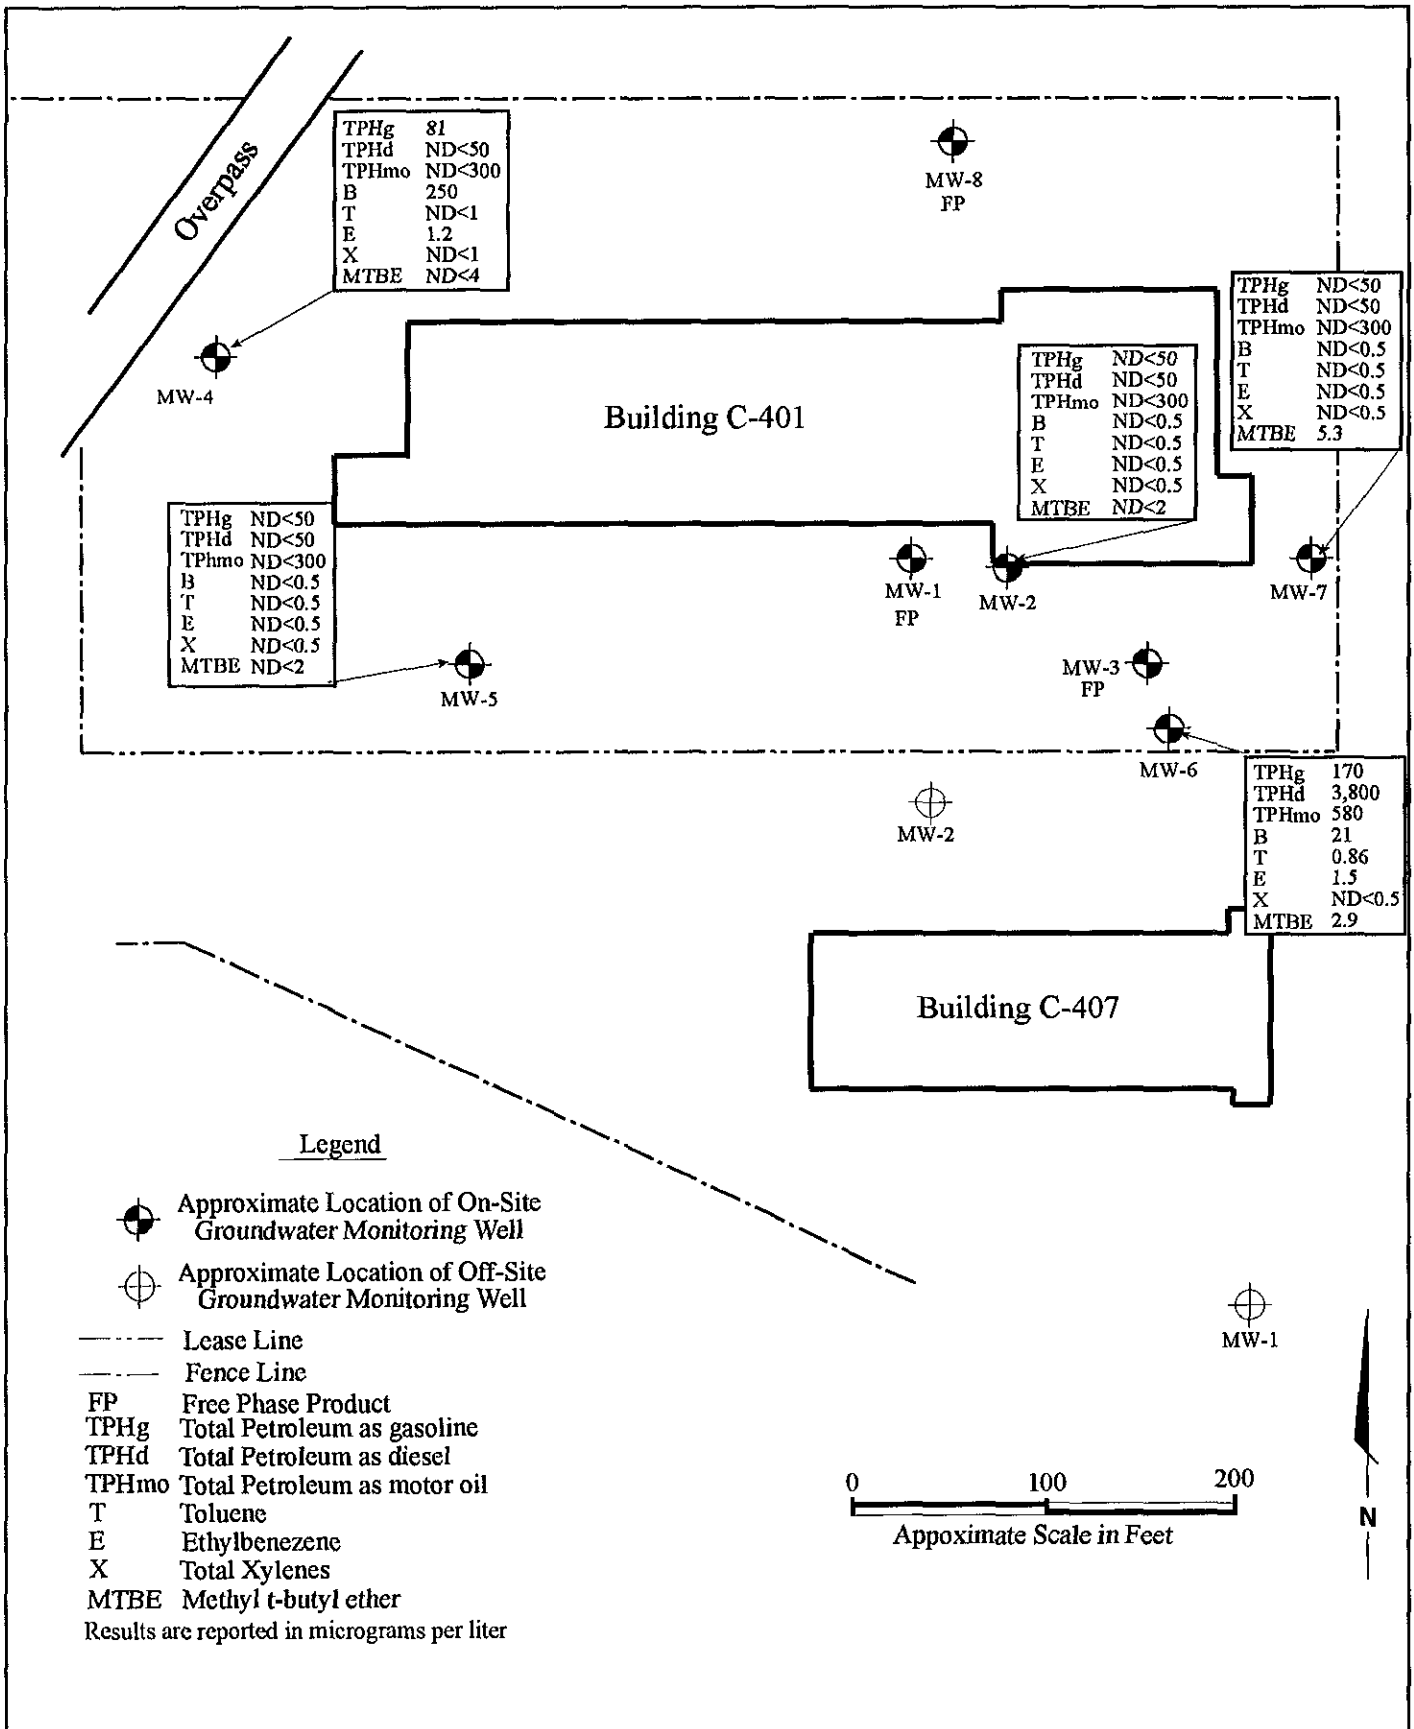 Overpass
TPHg 81
TPHd ND<50
TPHmo ND<300
B 250
T ND<1
E 1.2
X ND<1
MTBE ND<4
MW-8
FP
MW-4
Building C-401
TPHg ND<50
TPHd ND<50
TPHmo ND<300
B ND<0.5
T ND<0.5
E ND<0.5
X ND<0.5
MTBE 5.3
TPHg ND<50
TPHd ND<50
TPHmo ND<300
B ND<0.5
T ND<0.5
E ND<0.5
X ND<0.5
MTBE ND<2
TPHg ND<50
TPHd ND<50
TPhmo ND<300
B ND<0.5
T ND<0.5
E ND<0.5
X ND<0.5
MTBE ND<2
MW-1
FP
MW-2
MW-7
MW-3
FP
MW-5
MW-6
TPHg 170
TPHd 3,800
TPHmo 580
B 21
T 0.86
E 1.5
X ND<0.5
MTBE 2.9
MW-2
Building C-407
Legend
Approximate Location of On-Site
Groundwater Monitoring Well
Approximate Location of Off-Site
Groundwater Monitoring Well
Lease Line
Fence Line
FP Free Phase Product
TPHg Total Petroleum as gasoline
TPHd Total Petroleum as diesel
TPHmo Total Petroleum as motor oil
T Toluene
E Ethylbenezene
X Total Xylenes
MTBE Methyl t-butyl ether
Results are reported in micrograms per liter
MW-1
0 100 200
Appoximate Scale in Feet
N